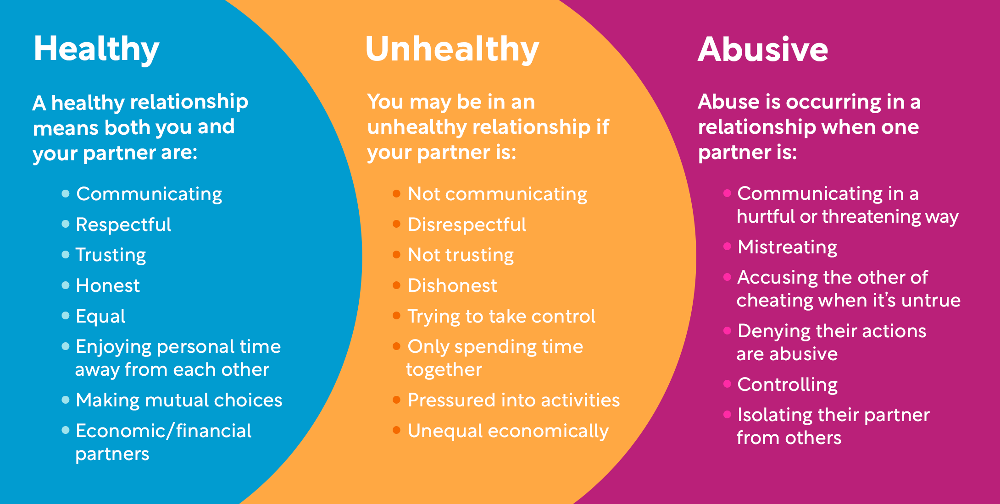 Healthy
A healthy relationship
means both you and
your partner are:
Communicating
Respectful
Trusting
Honest
Equal
Enjoying personal time
away from each other
Making mutual choices
Economic/financial
partners
Unhealthy
You may be in an
unhealthy relationship if
your partner is:
Not communicating
Disrespectful
Not trusting
Dishonest
Trying to take control
Only spending time
together
Pressured into activities
Unequal economically
Abusive
Abuse is occurring in a
relationship when one
partner is:
Communicating in a
hurtful or threatening way
Mistreating
Accusing the other of
cheating when it's untrue
Denying their actions
are abusive
Controlling
Isolating their partner
from others